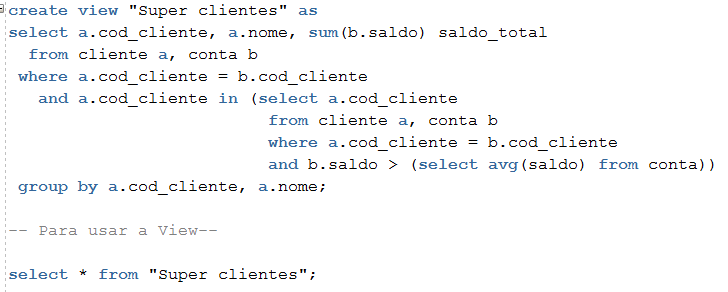 create view "Super clientes" as
select a.cod_cliente, a.nome, sum(b.saldo) saldo_total
from cliente a, conta b
where a.cod_cliente = b.cod_cliente
and a.cod_cliente in (select a.cod_cliente
from cliente a, conta b
where a.cod_cliente = b.cod_cliente
and b.saldo > (select avg(saldo) from conta))
group by a.cod_cliente, a.nome;
-- Para usar a View--
select * from "Super clientes";